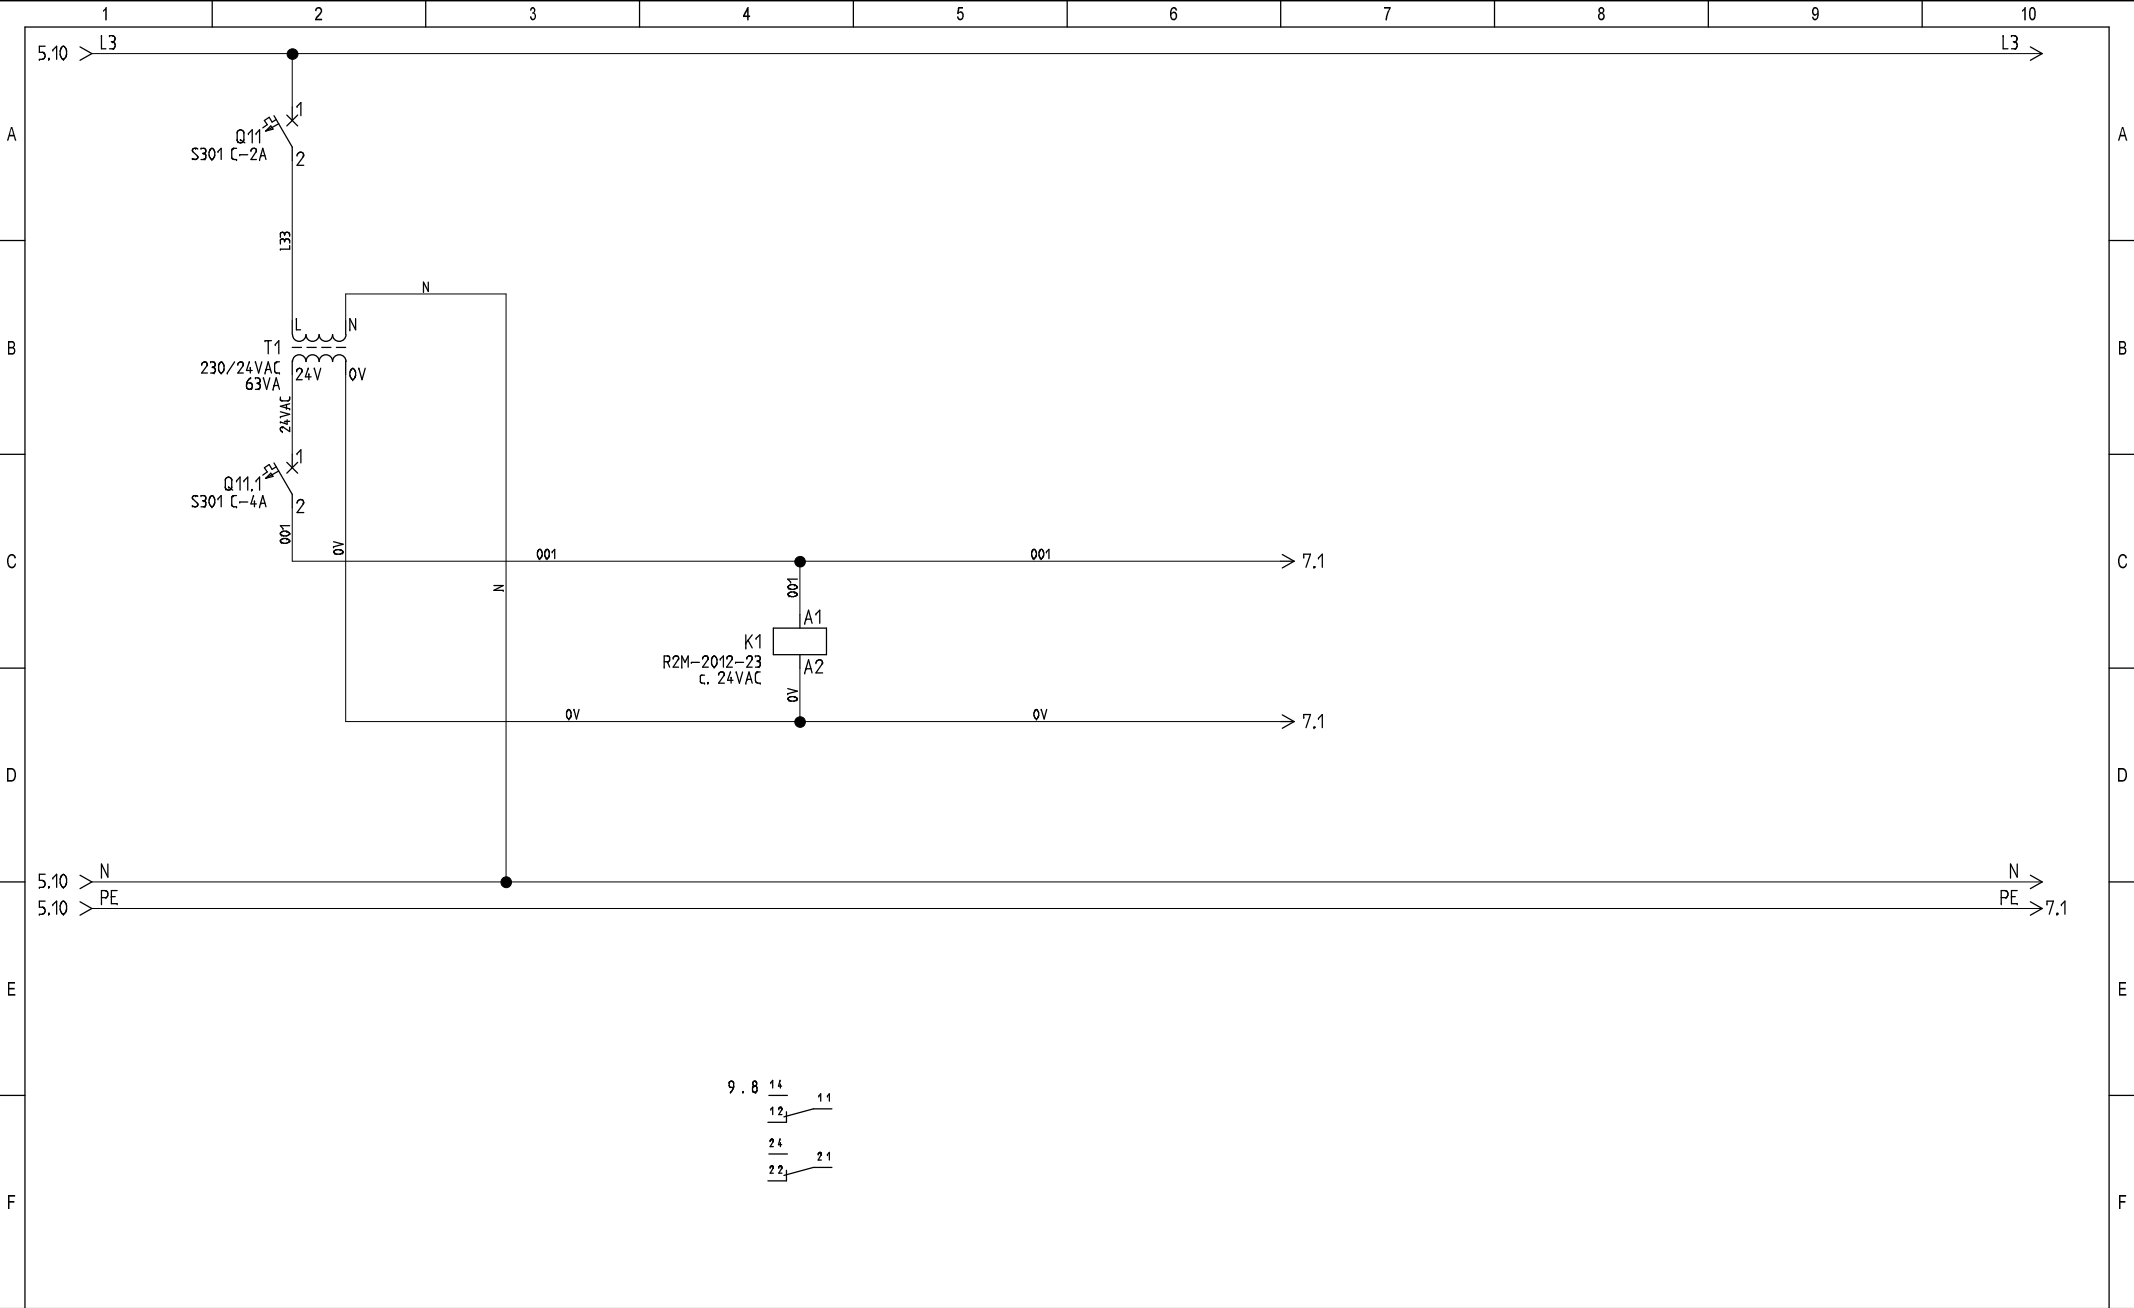 1 2 3 4 5 6 7 8 9 10
5.10 L3 L3
1
A Q11 A
S301 C-2A 2
L33
N
L N
B T1 B
230/24VAC 24V 0V
63VA
24VAC
1
Q11.1
S301 C-4A 2
001
0V
C 001 001 7.1 C
N
001
A1
K1
R2M-2012-23 A2
c. 24VAC
0V
0V 0V 7.1
D D
5.10 N N
5.10 PE PE 7.1
E E
9.8 14
12 11
24
22 21
F F